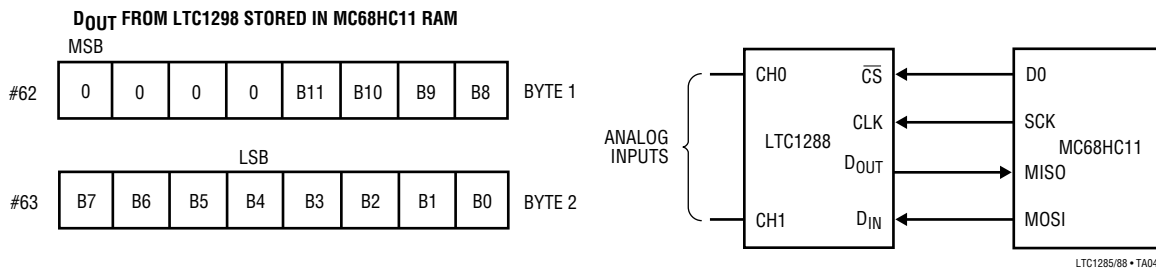 DOUT FROM LTC1298 STORED IN MC68HC11 RAM
MSB
#62 0 0 0 0 B11 B10 B9 B8 BYTE 1
LSB
#63 B7 B6 B5 B4 B3 B2 B1 B0 BYTE 2
ANALOG
INPUTS
CH0
CH1
LTC1288
CS
CLK
DOUT
DIN
D0
SCK
MC68HC11
MISO
MOSI
LTC1285/88 • TA04